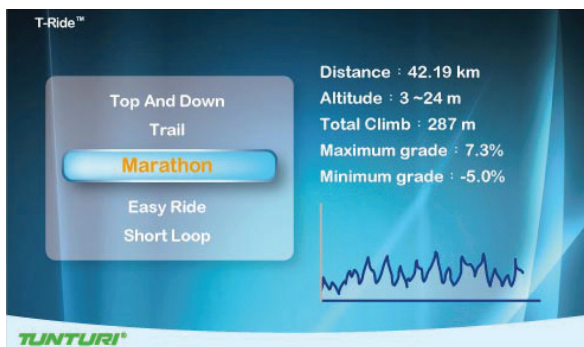 T-Ride™
Top And Down
Trail
Marathon
Easy Ride
Short Loop
Distance : 42.19 km
Altitude : 3 ~24 m
Total Climb : 287 m
Maximum grade : 7.3%
Minimum grade : -5.0%
TUNTURI®